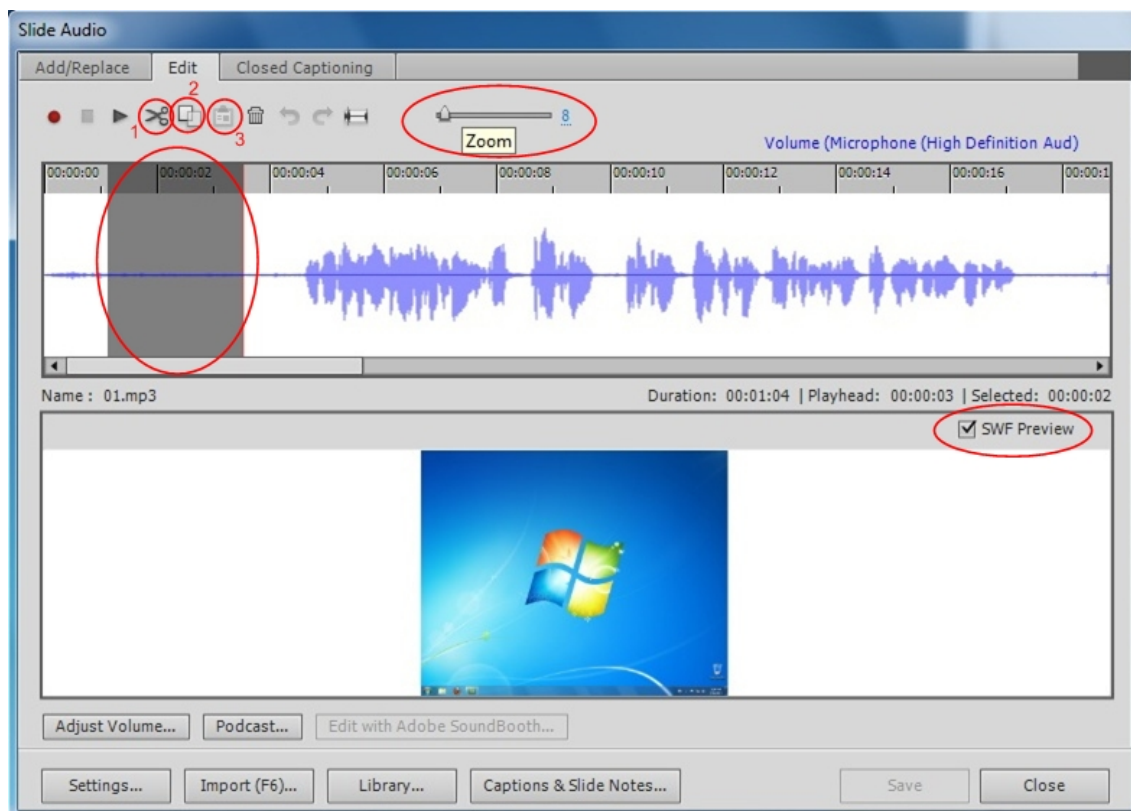 Slide Audio
Add/Replace Edit Closed Captioning
2
1 3 8
Zoom
Volume (Microphone (High Definition Aud)
00:00:00 00:00:02 00:00:04 00:00:06 00:00:08 00:00:10 00:00:12 00:00:14 00:00:16 00:00:1
Name : 01.mp3 Duration: 00:01:04 | Playhead: 00:00:03 | Selected: 00:00:02
SWF Preview
Adjust Volume... Podcast... Edit with Adobe SoundBooth...
Settings... Import (F6)... Library... Captions & Slide Notes... Save Close